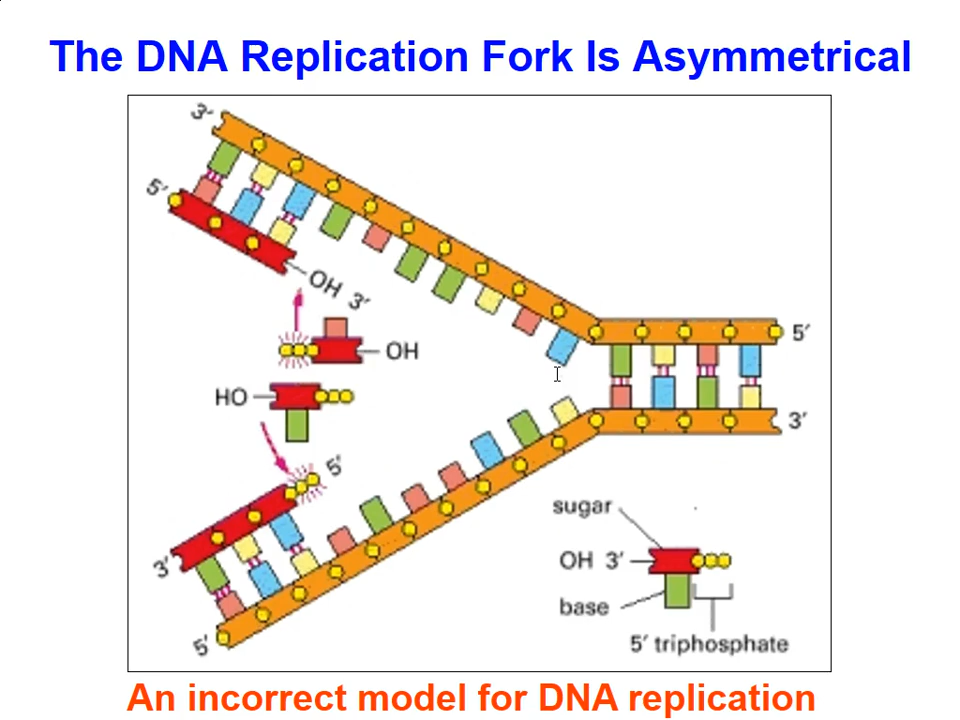 The DNA Replication Fork Is Asymmetrical
3′
5′
OH 3′
OH
HO
5′
3′
5′
5′
3′
sugar
OH 3′
base
5′ triphosphate
An incorrect model for DNA replication